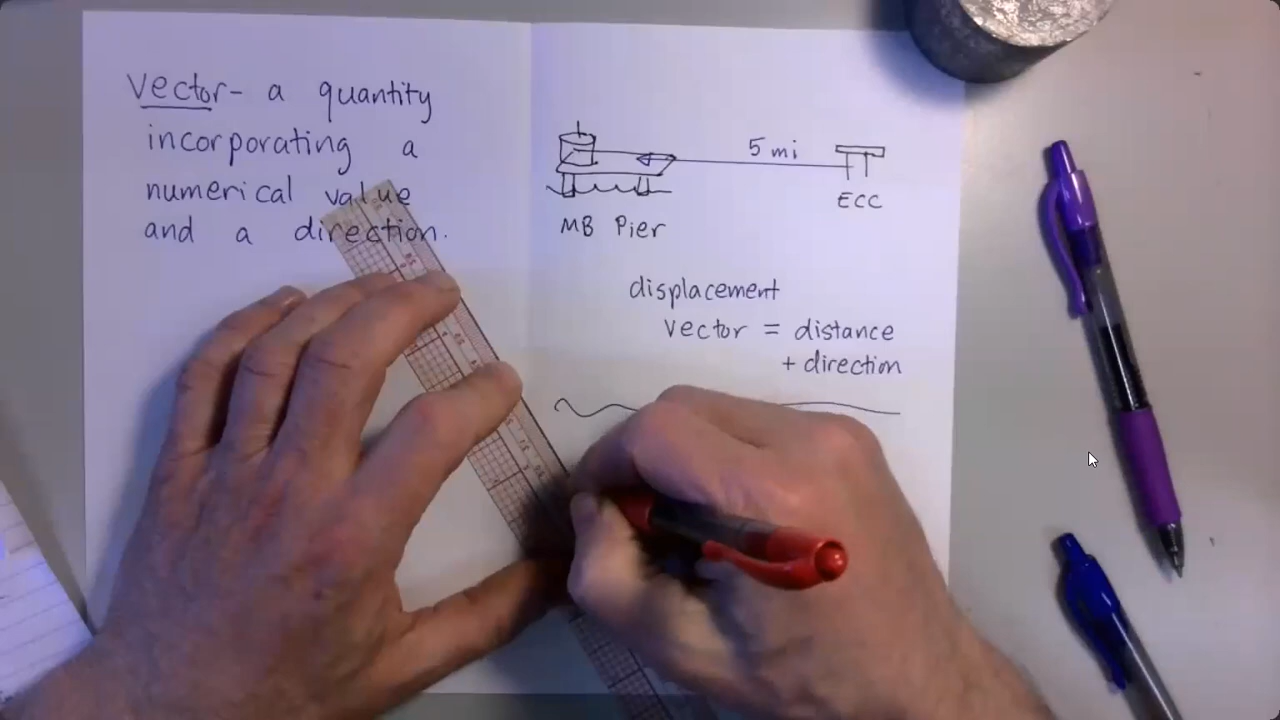 vector- a quantity
incorporating a
numerical value
and a direction.
5 mi
ECC
MB Pier
displacement
vector = distance
+ direction